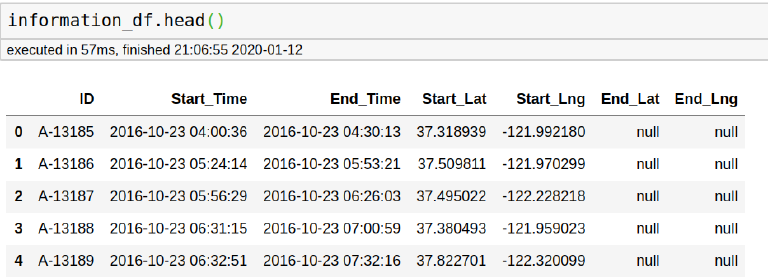 information_df.head()
executed in 57ms, finished 21:06:55 2020-01-12
ID Start_Time End_Time Start_Lat Start_Lng End_Lat End_Lng
0 A-13185 2016-10-23 04:00:36 2016-10-23 04:30:13 37.318939 -121.992180 null null
1 A-13186 2016-10-23 05:24:14 2016-10-23 05:53:21 37.509811 -121.970299 null null
2 A-13187 2016-10-23 05:56:29 2016-10-23 06:26:03 37.495022 -122.228218 null null
3 A-13188 2016-10-23 06:31:15 2016-10-23 07:00:59 37.380493 -121.959023 null null
4 A-13189 2016-10-23 06:32:51 2016-10-23 07:32:16 37.822701 -122.320099 null null